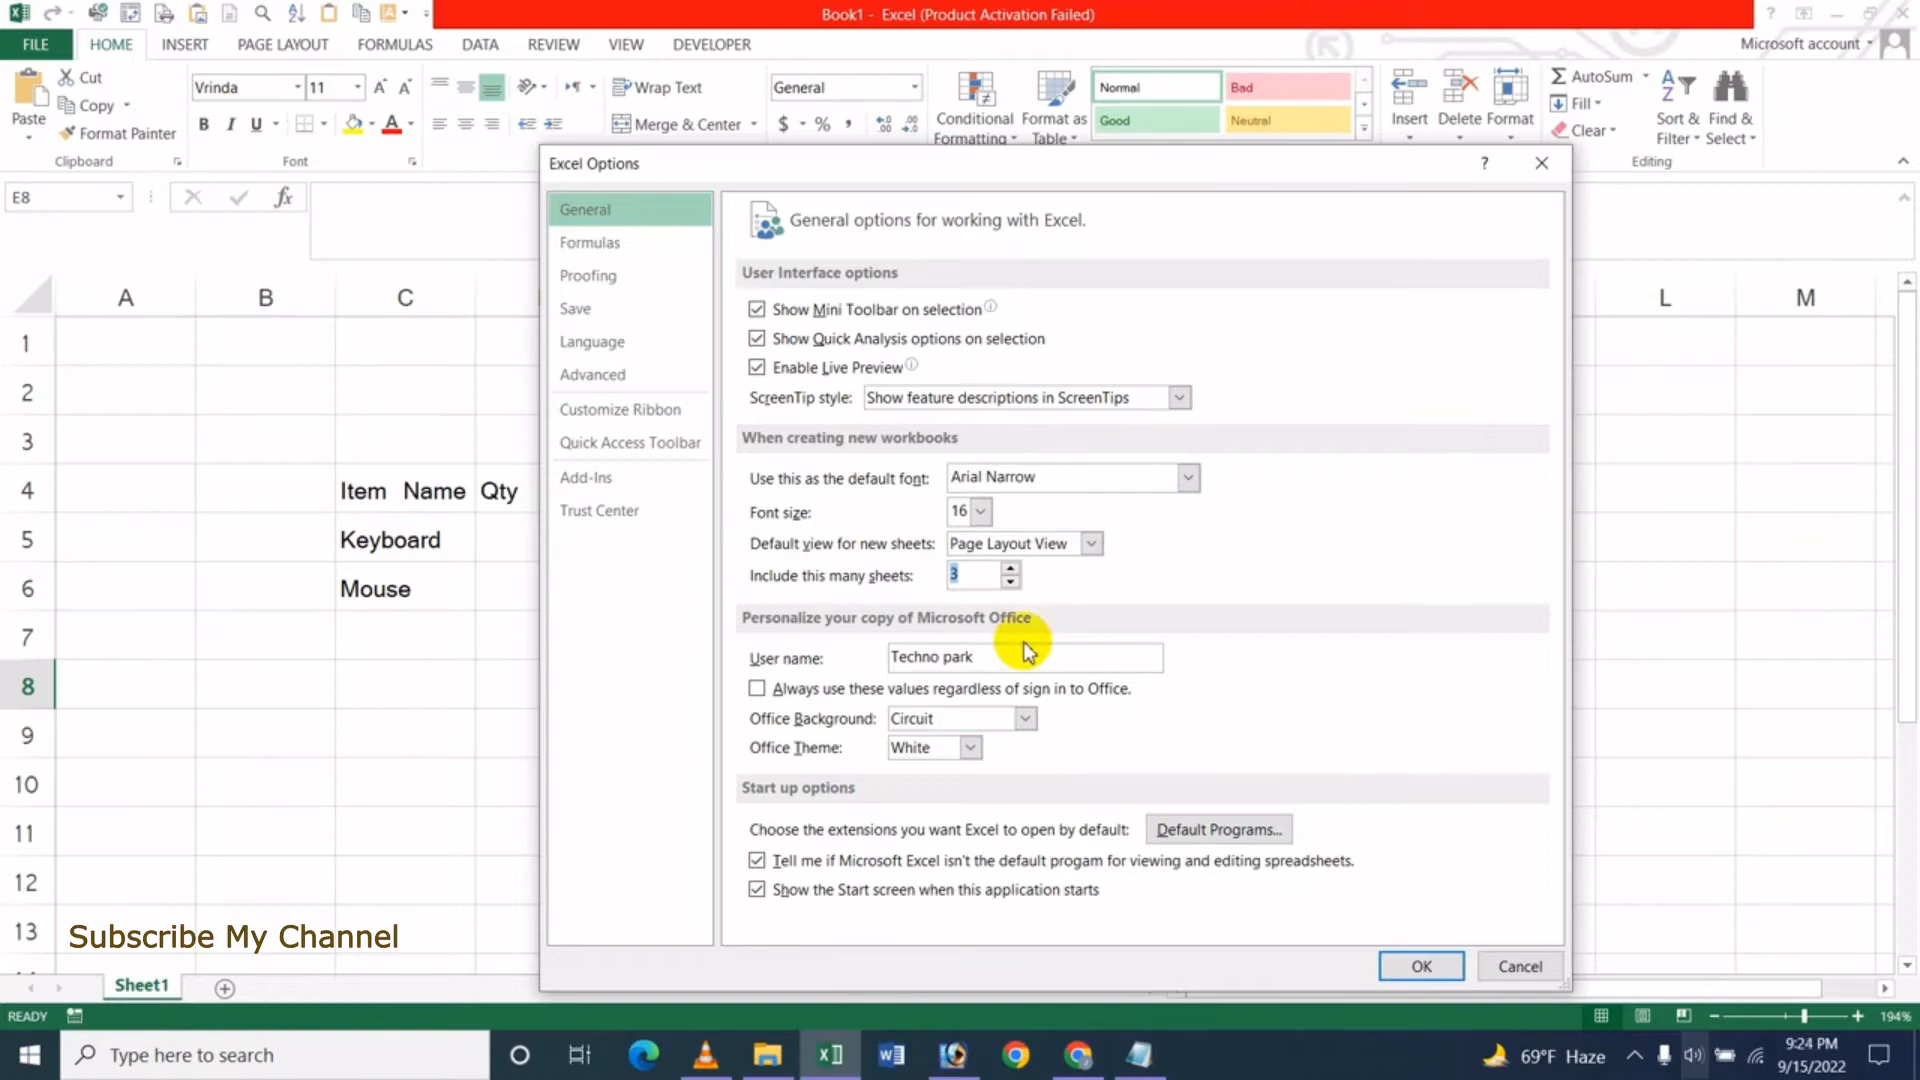 Book1 - Excel (Product Activation Failed)
FILE HOME INSERT PAGE LAYOUT FORMULAS DATA REVIEW VIEW DEVELOPER Microsoft account
Paste Cut Copy Format Painter
Clipboard
Vrinda 11
B I U
Font
Wrap Text
Merge & Center
General
$ % ,
Conditional Formatting
Format as Table
Normal Bad
Good Neutral
Insert Delete Format
AutoSum
Fill
Clear
Sort & Filter
Find & Select
Editing
E8
fx
A B C L M
1
2
3
4 Item Name Qty
5 Keyboard
6 Mouse
7
8
9
10
11
12
13
Subscribe My Channel
Sheet1
Excel Options
General
Formulas
Proofing
Save
Language
Advanced
Customize Ribbon
Quick Access Toolbar
Add-Ins
Trust Center
General options for working with Excel.
User Interface options
Show Mini Toolbar on selection
Show Quick Analysis options on selection
Enable Live Preview
ScreenTip style: Show feature descriptions in ScreenTips
When creating new workbooks
Use this as the default font: Arial Narrow
Font size: 16
Default view for new sheets: Page Layout View
Include this many sheets: 3
Personalize your copy of Microsoft Office
User name: Techno park
Always use these values regardless of sign in to Office.
Office Background: Circuit
Office Theme: White
Start up options
Choose the extensions you want Excel to open by default: Default Programs...
Tell me if Microsoft Excel isn't the default progam for viewing and editing spreadsheets.
Show the Start screen when this application starts
OK Cancel
READY 194%
Type here to search
69°F Haze
9:24 PM
9/15/2022